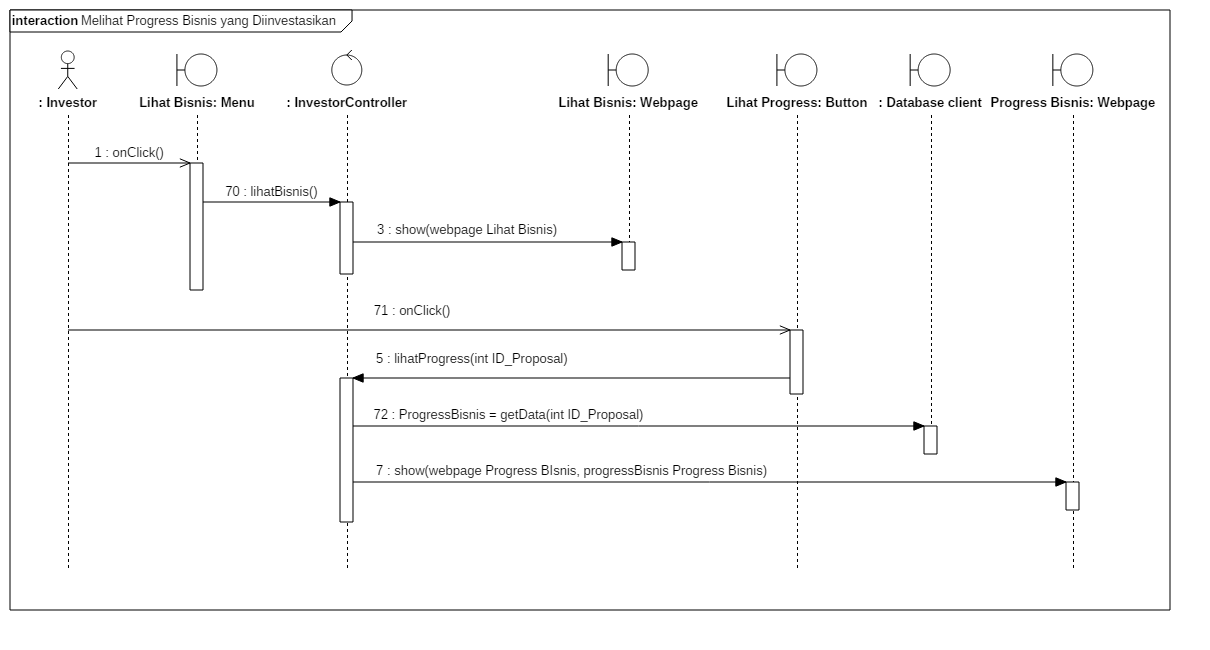 interaction Melihat Progress Bisnis yang Diinvestasikan
: Investor
Lihat Bisnis: Menu
: InvestorController
Lihat Bisnis: Webpage
Lihat Progress: Button
: Database client
Progress Bisnis: Webpage
1 : onClick()
70 : lihatBisnis()
3 : show(webpage Lihat Bisnis)
71 : onClick()
5 : lihatProgress(int ID_Proposal)
72 : ProgressBisnis = getData(int ID_Proposal)
7 : show(webpage Progress BIsnis, progressBisnis Progress Bisnis)